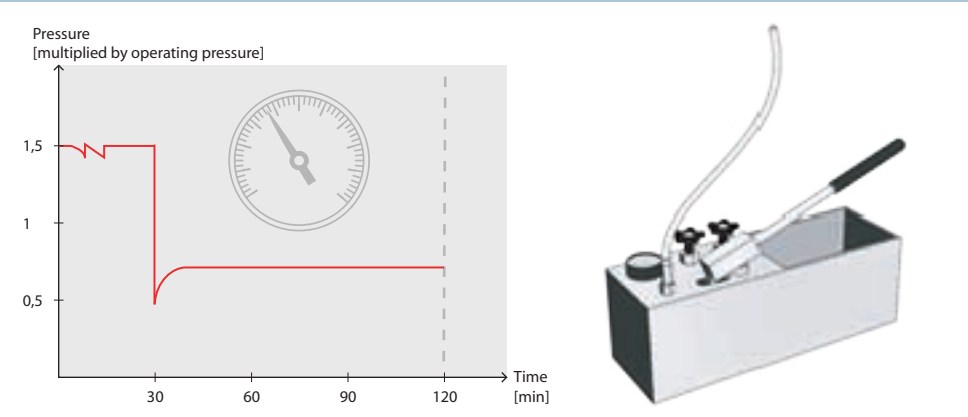 Pressure
[multiplied by operating pressure]
1,5
1
0,5
30
60
90
120
Time
[min]